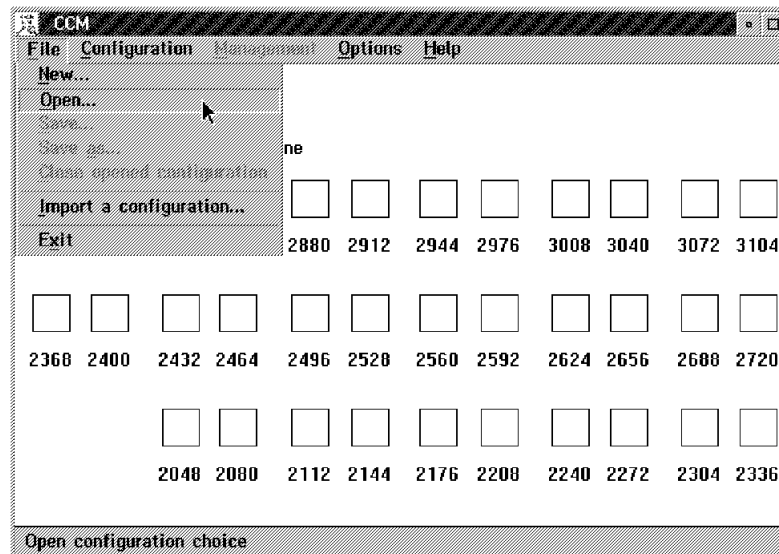 CCM
File Configuration Management Options Help
New...
Open...
Save...
Save as...
ne
Close opened configuration
Import a configuration...
Exit
2880 2912 2944 2976 3008 3040 3072 3104
2368 2400 2432 2464 2496 2528 2560 2592 2624 2656 2688 2720
2048 2080 2112 2144 2176 2208 2240 2272 2304 2336
Open configuration choice